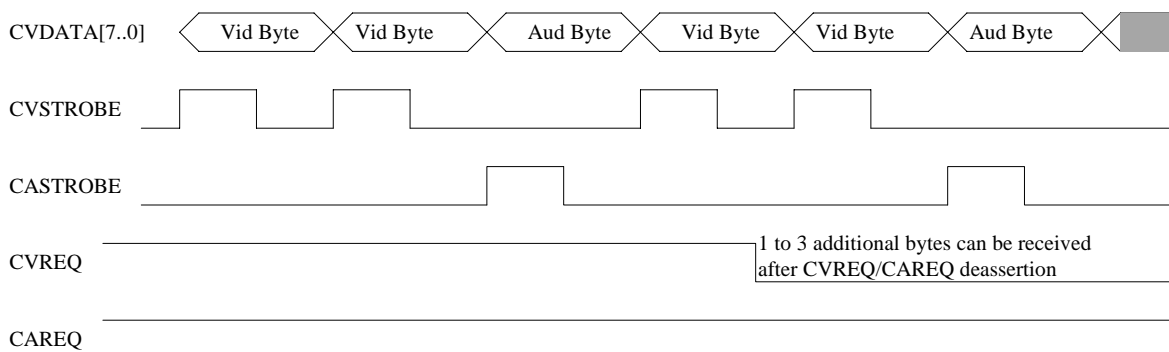 CVDATA[7..0] Vid Byte Vid Byte Aud Byte Vid Byte Vid Byte Aud Byte
CVSTROBE
CASTROBE
CVREQ
1 to 3 additional bytes can be received
after CVREQ/CAREQ deassertion
CAREQ